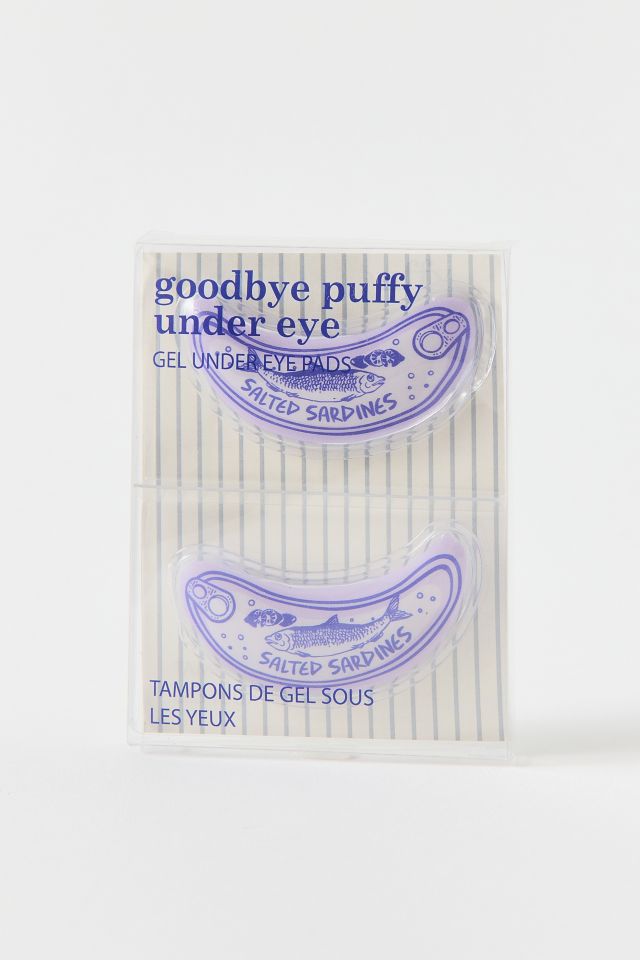 goodbye puffy
under eye
GEL UNDER EYE PADS
SALTED SARDINES
SALTED SARDINES
TAMPONS DE GEL SOUS
LES YEUX